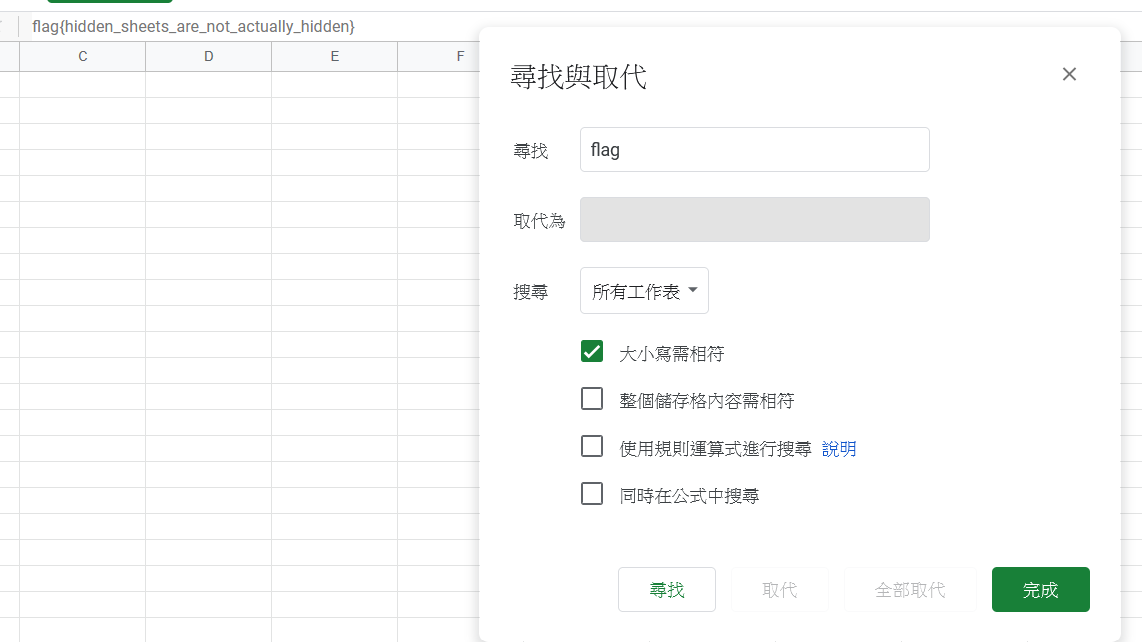 flag{hidden_sheets_are_not_actually_hidden}
C D E F
尋找與取代
尋找 flag
取代為
搜尋 所有工作表
大小寫需相符
整個儲存格內容需相符
使用規則運算式進行搜尋 說明
同時在公式中搜尋
尋找 取代 全部取代 完成